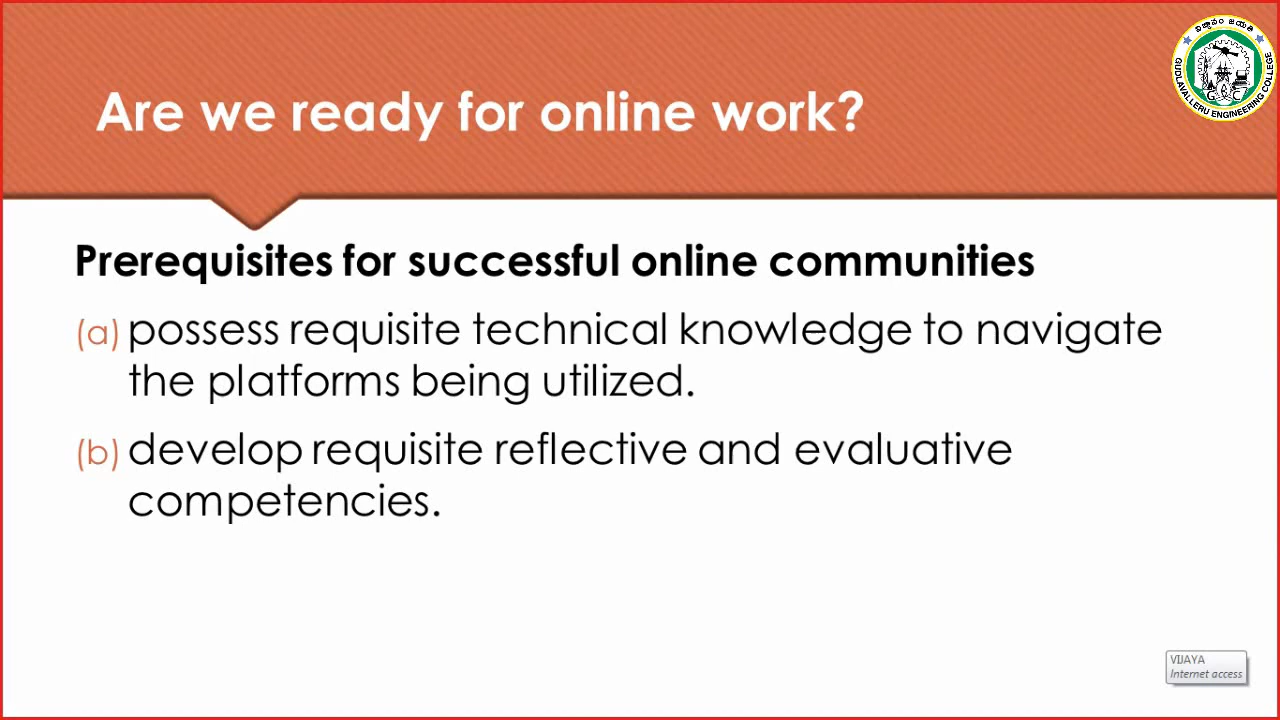 విజ్ఞానం జయతి
GUDLAVALLERU ENGINEERING COLLEGE
G E C
Are we ready for online work?
Prerequisites for successful online communities
(a) possess requisite technical knowledge to navigate
the platforms being utilized.
(b) develop requisite reflective and evaluative
competencies.
VIJAYA
Internet access